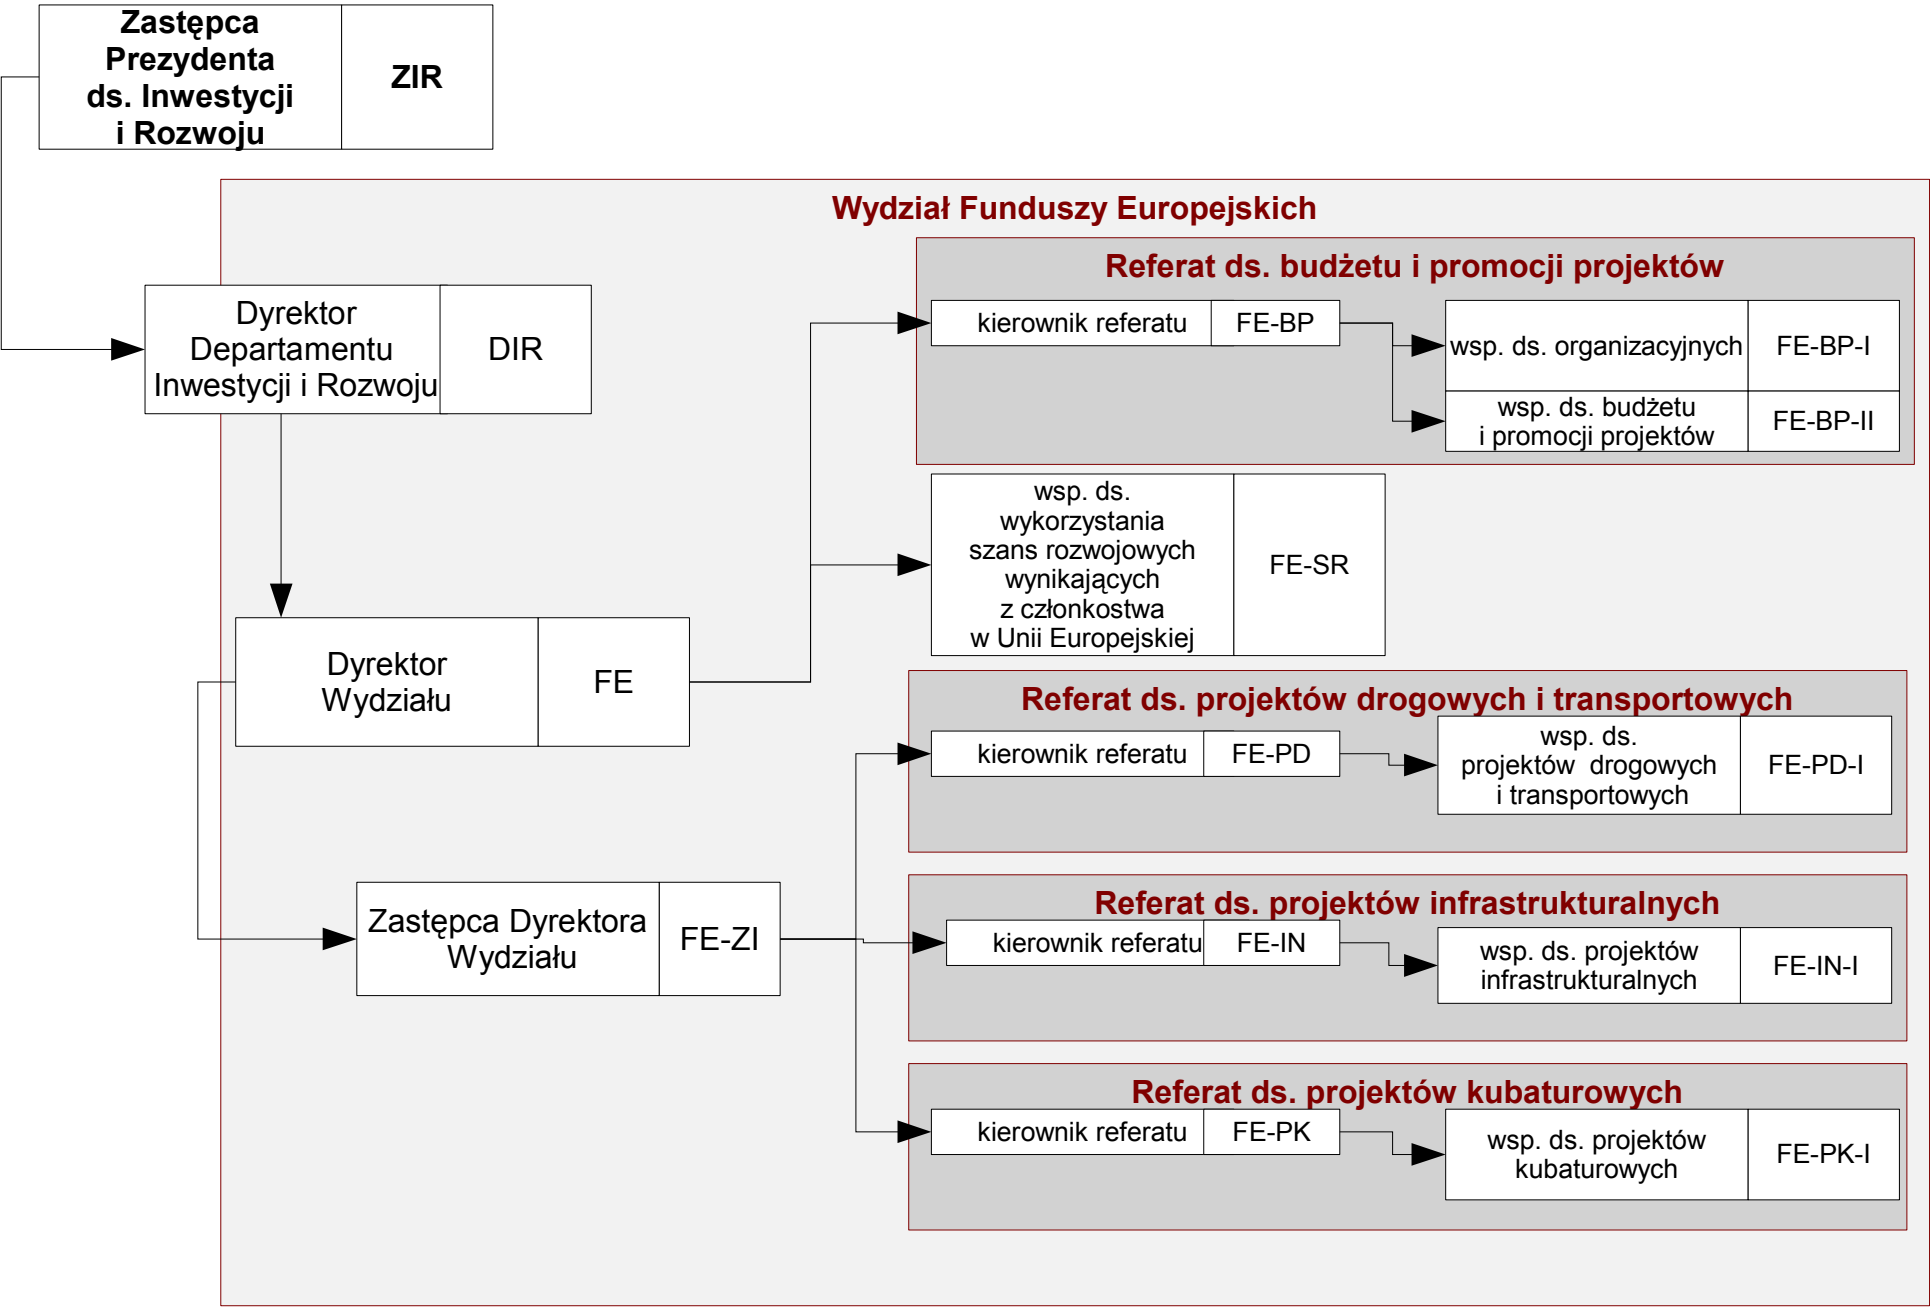 Zastępca
Prezydenta
ds. Inwestycji
i Rozwoju
ZIR
Wydział Funduszy Europejskich
Referat ds. budżetu i promocji projektów
kierownik referatu
FE-BP
wsp. ds. organizacyjnych
FE-BP-I
wsp. ds. budżetu
i promocji projektów
FE-BP-II
Dyrektor
Departamentu
Inwestycji i Rozwoju
DIR
wsp. ds.
wykorzystania
szans rozwojowych
wynikających
z członkostwa
w Unii Europejskiej
FE-SR
Dyrektor
Wydziału
FE
Referat ds. projektów drogowych i transportowych
kierownik referatu
FE-PD
wsp. ds.
projektów drogowych
i transportowych
FE-PD-I
Zastępca Dyrektora
Wydziału
FE-ZI
Referat ds. projektów infrastrukturalnych
kierownik referatu
FE-IN
wsp. ds. projektów
infrastrukturalnych
FE-IN-I
Referat ds. projektów kubaturowych
kierownik referatu
FE-PK
wsp. ds. projektów
kubaturowych
FE-PK-I